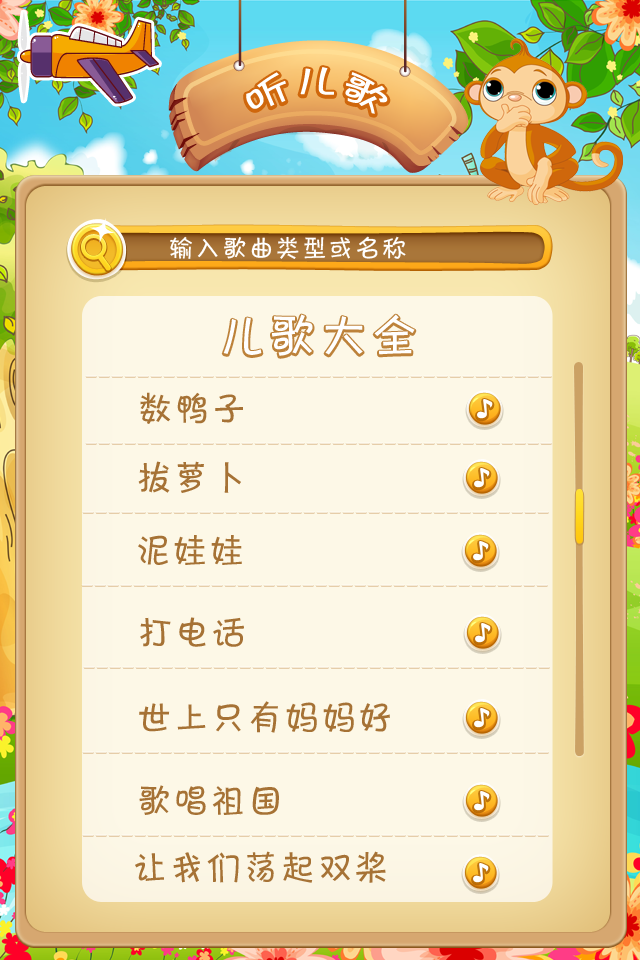 听儿歌
输入歌曲类型或名称
儿歌大全
数鸭子
拔萝卜
泥娃娃
打电话
世上只有妈妈好
歌唱祖国
让我们荡起双桨